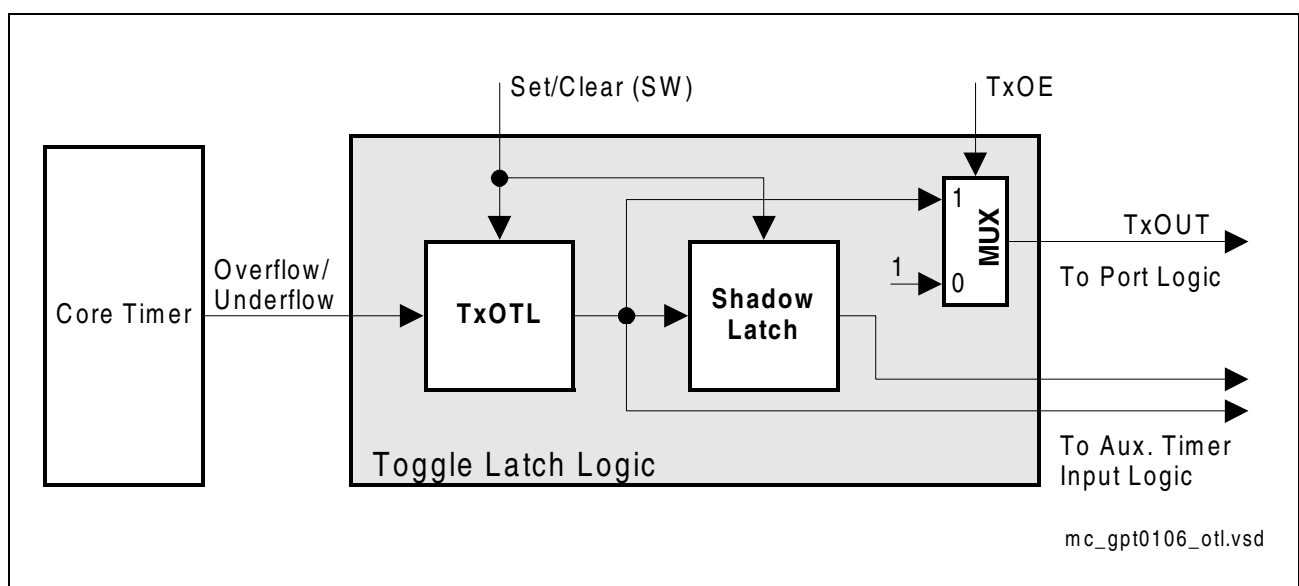 Set/Clear (SW)
TxOE
Core Timer
Overflow/
Underflow
TxOTL
Shadow
Latch
1
MUX
1
0
TxOUT
To Port Logic
To Aux. Timer
Input Logic
Toggle Latch Logic
mc_gpt0106_otl.vsd